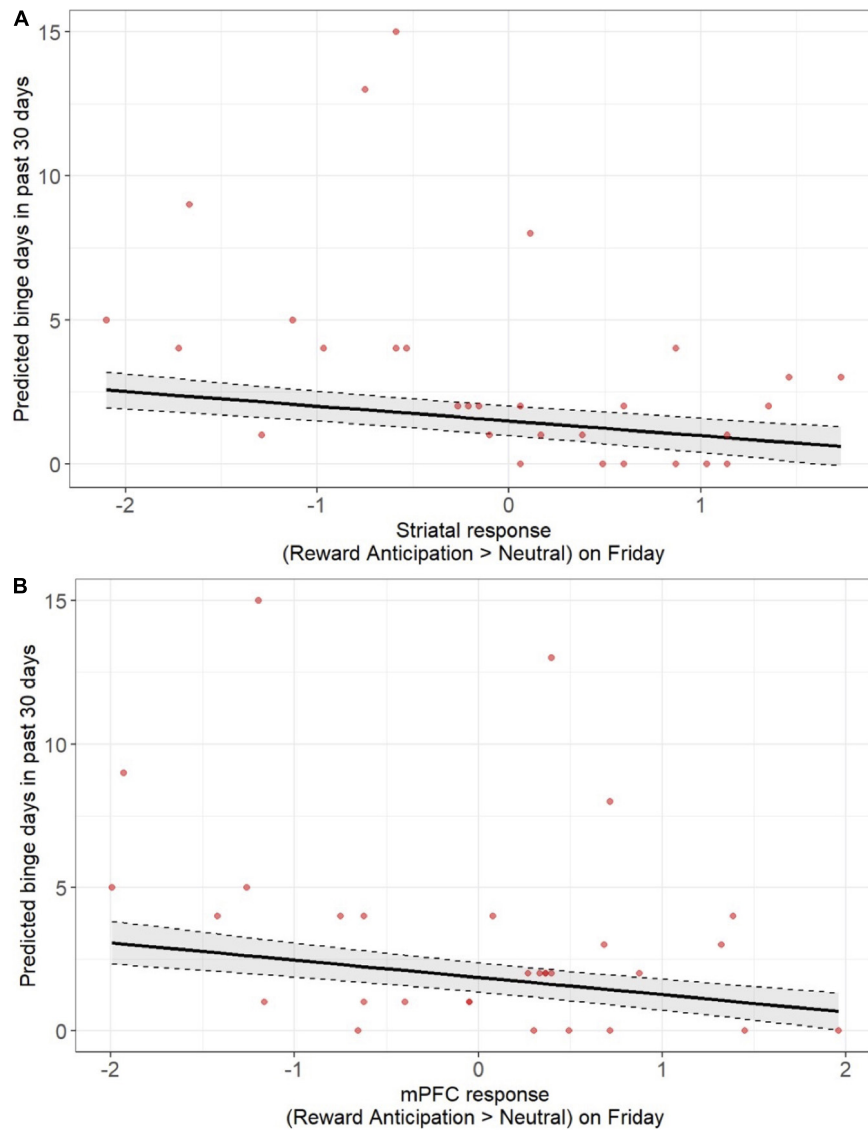 A
Predicted binge days in past 30 days
15
10
5
0
-2 -1 0 1
Striatal response
(Reward Anticipation > Neutral) on Friday
B
Predicted binge days in past 30 days
15
10
5
0
-2 -1 0 1 2
mPFC response
(Reward Anticipation > Neutral) on Friday